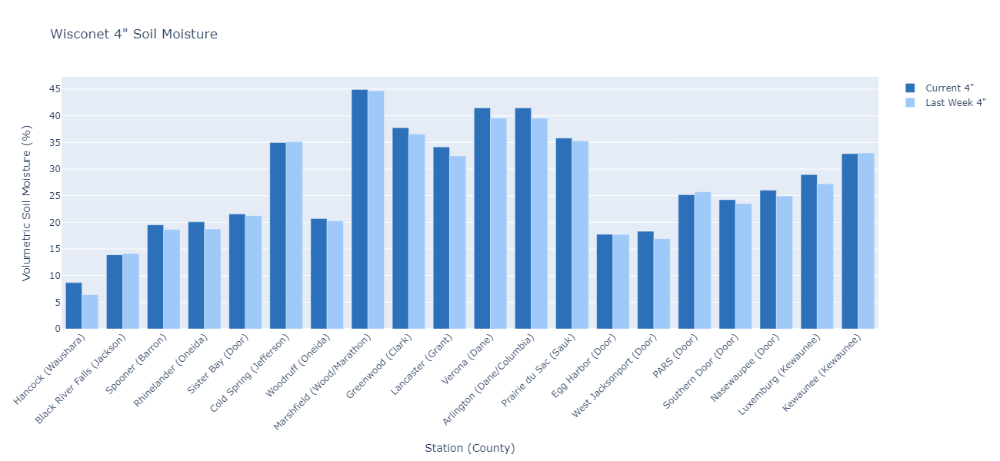 Wisconet 4" Soil Moisture
Current 4"
Last Week 4"
Volumetric Soil Moisture (%)
45
40
35
30
25
20
15
10
5
0
Hancock (Waushara)
Black River Falls (Jackson)
Spooner (Barron)
Rhinelander (Oneida)
Sister Bay (Door)
Cold Spring (Jefferson)
Woodruff (Oneida)
Marshfield (Wood/Marathon)
Greenwood (Clark)
Lancaster (Grant)
Verona (Dane)
Arlington (Dane/Columbia)
Prairie du Sac (Sauk)
Egg Harbor (Door)
West Jacksonport (Door)
PARS (Door)
Southern Door (Door)
Nasewaupee (Door)
Luxemburg (Kewaunee)
Kewaunee (Kewaunee)
Station (County)